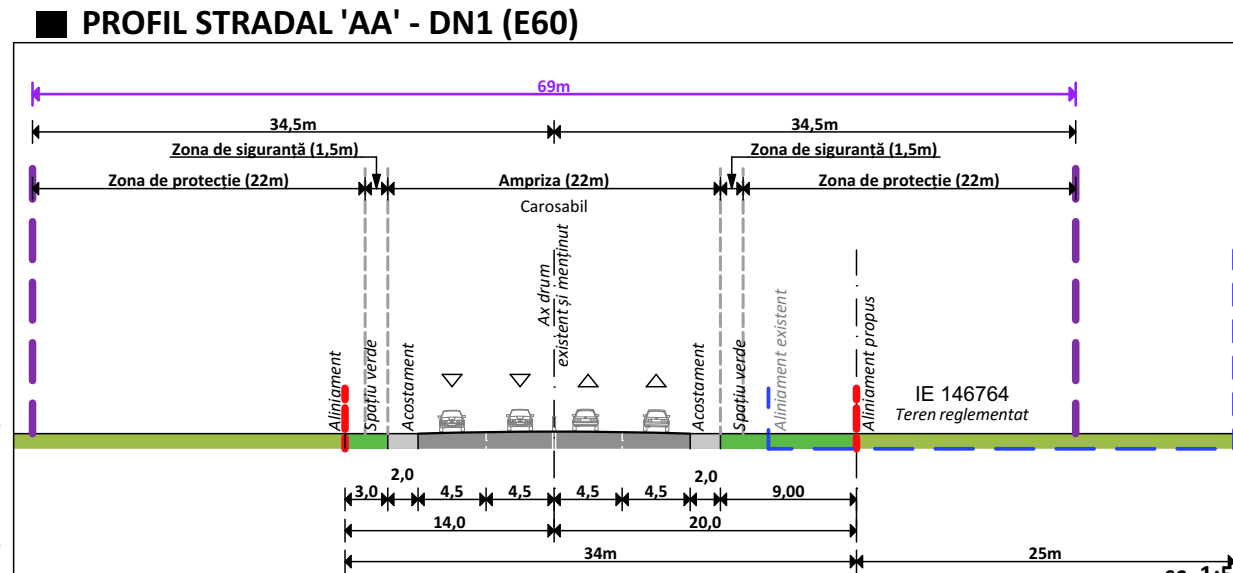 PROFIL STRADAL 'AA' - DN1 (E60)
69m
34,5m 34,5m
Zona de siguranță (1,5m) Zona de siguranță (1,5m)
Zona de protecție (22m) Ampriza (22m) Zona de protecție (22m)
Carosabil
Ax drum
existent și menținut
Aliniament
Spațiu verde
Acostament
Acostament
Spațiu verde
Aliniament existent
Aliniament propus
IE 146764
Teren reglementat
2,0 2,0
3,0 4,5 4,5 4,5 4,5 9,00
14,0 20,0
34m 25m